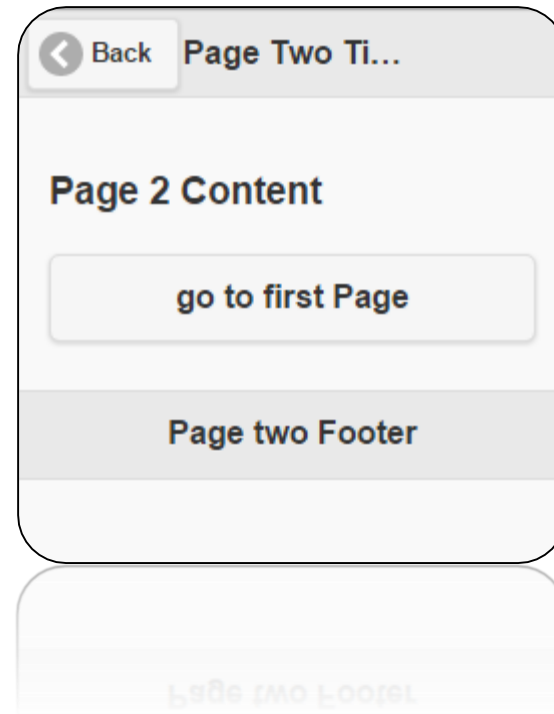 Back Page Two Ti...
Page 2 Content
go to first Page
Page two Footer
Page two Footer